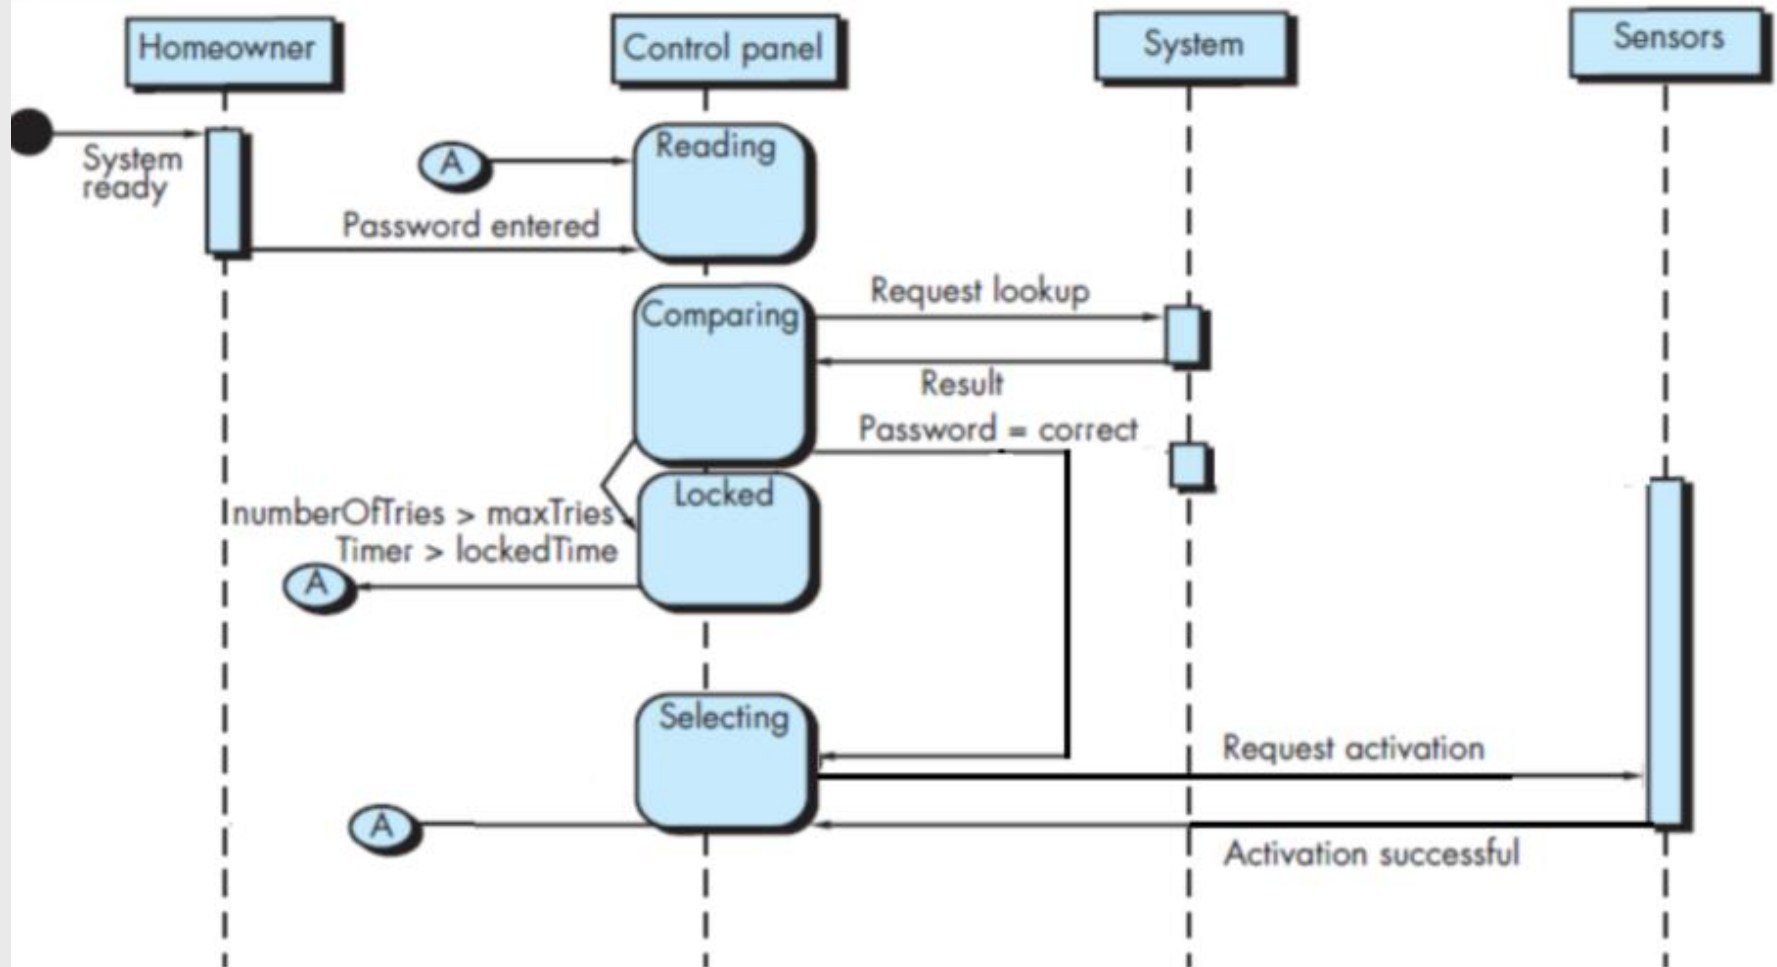 Homeowner
Control panel
System
Sensors
System
ready
A
Reading
Password entered
Request lookup
Comparing
Result
Password = correct
Locked
numberOfTries > maxTries
Timer > lockedTime
A
Selecting
Request activation
A
Activation successful